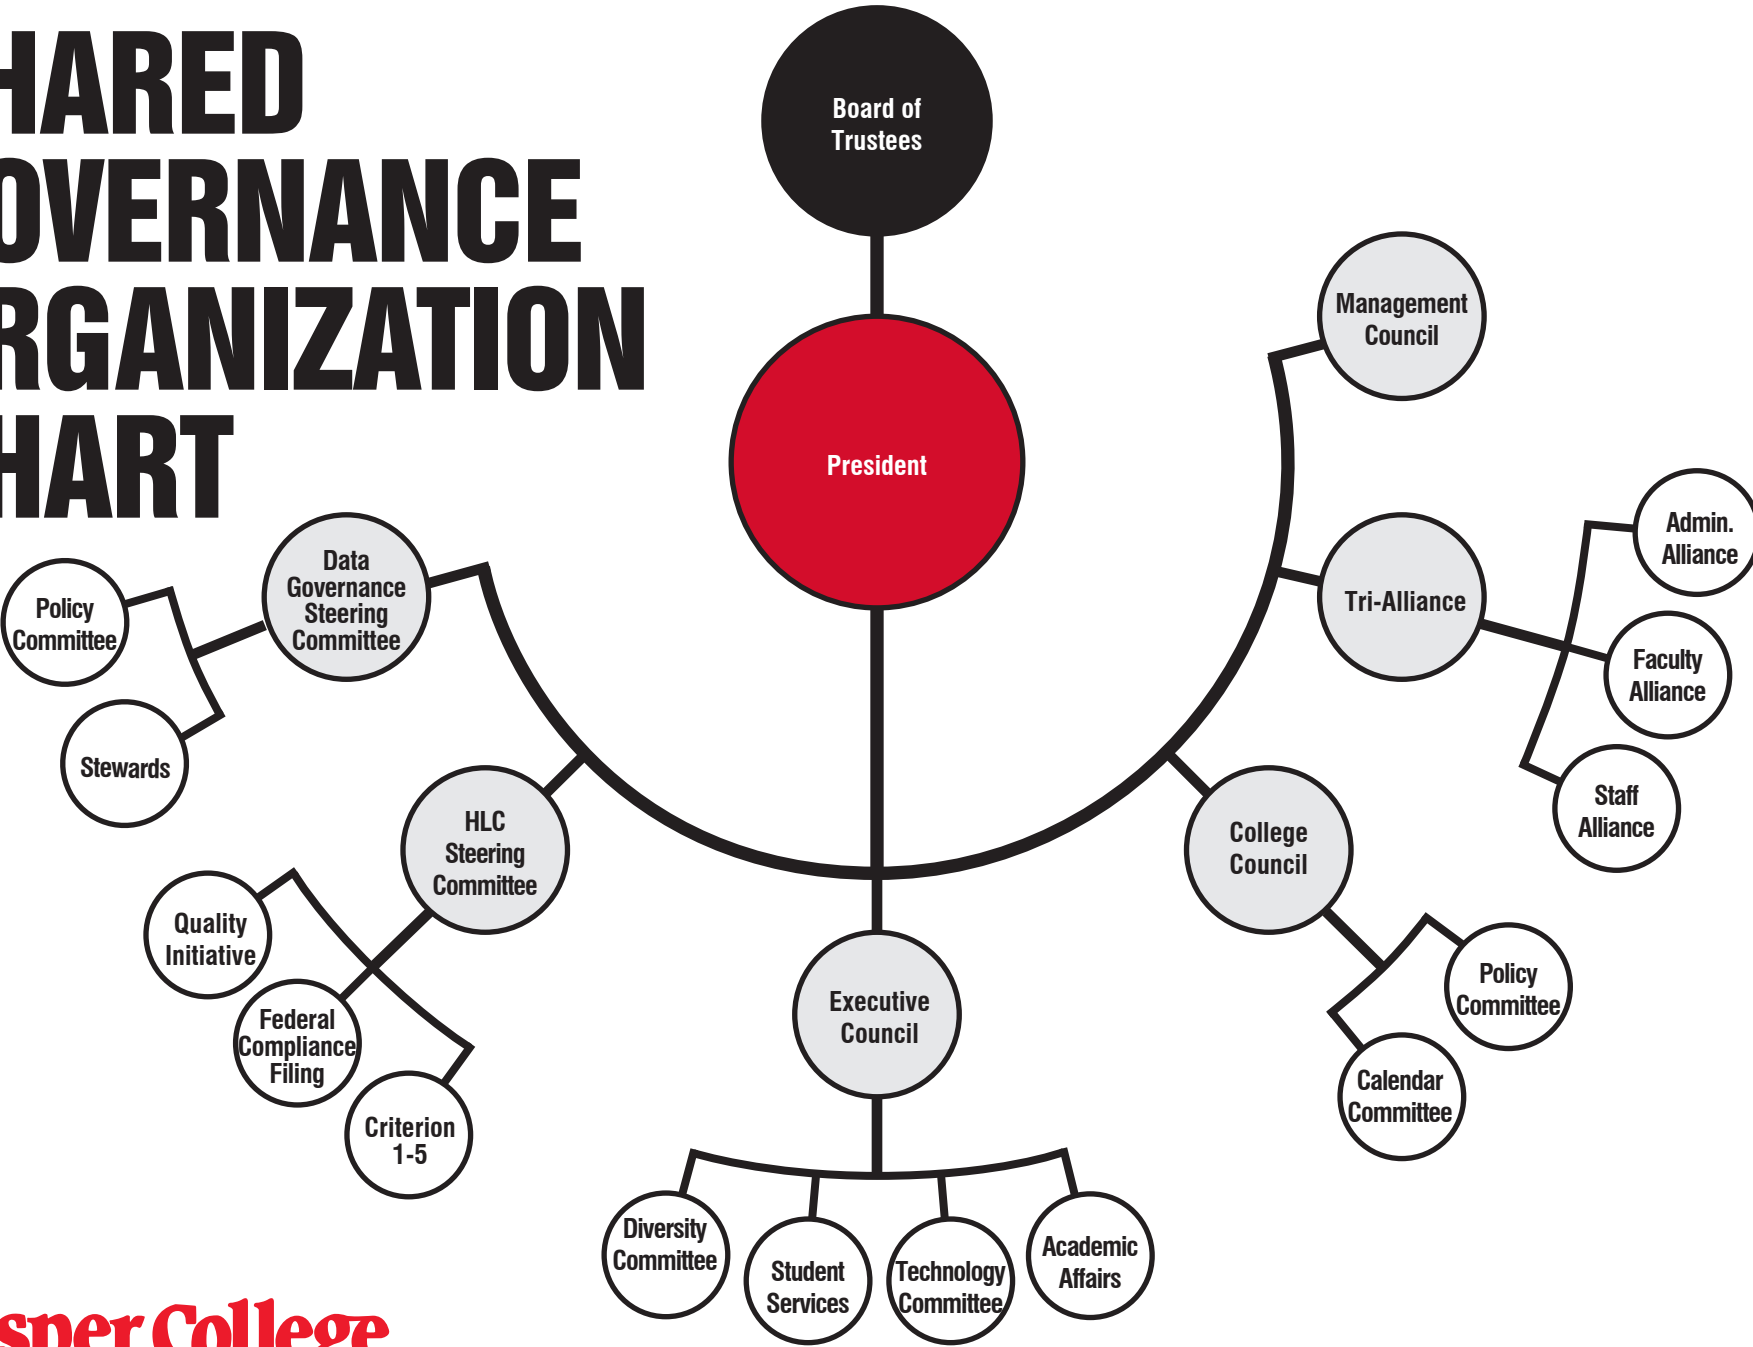 HARED
OVERNANCE
RGANIZATION
HART
Board of
Trustees
President
Management
Council
Tri-Alliance
Admin.
Alliance
Faculty
Alliance
Staff
Alliance
College
Council
Policy
Committee
Calendar
Committee
Executive
Council
Diversity
Committee
Student
Services
Technology
Committee
Academic
Affairs
HLC
Steering
Committee
Quality
Initiative
Federal
Compliance
Filing
Criterion
1-5
Data
Governance
Steering
Committee
Policy
Committee
Stewards
sper College